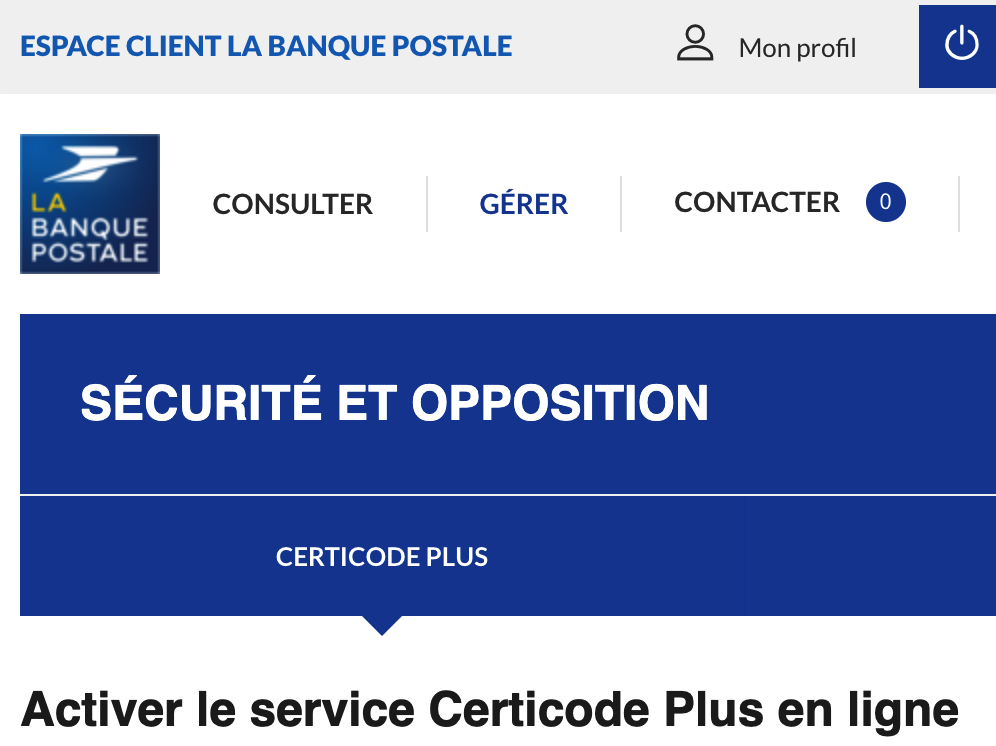 ESPACE CLIENT LA BANQUE POSTALE
Mon profil
LA
BANQUE
POSTALE
CONSULTER
GÉRER
CONTACTER 0
SÉCURITÉ ET OPPOSITION
CERTICODE PLUS
Activer le service Certicode Plus en ligne